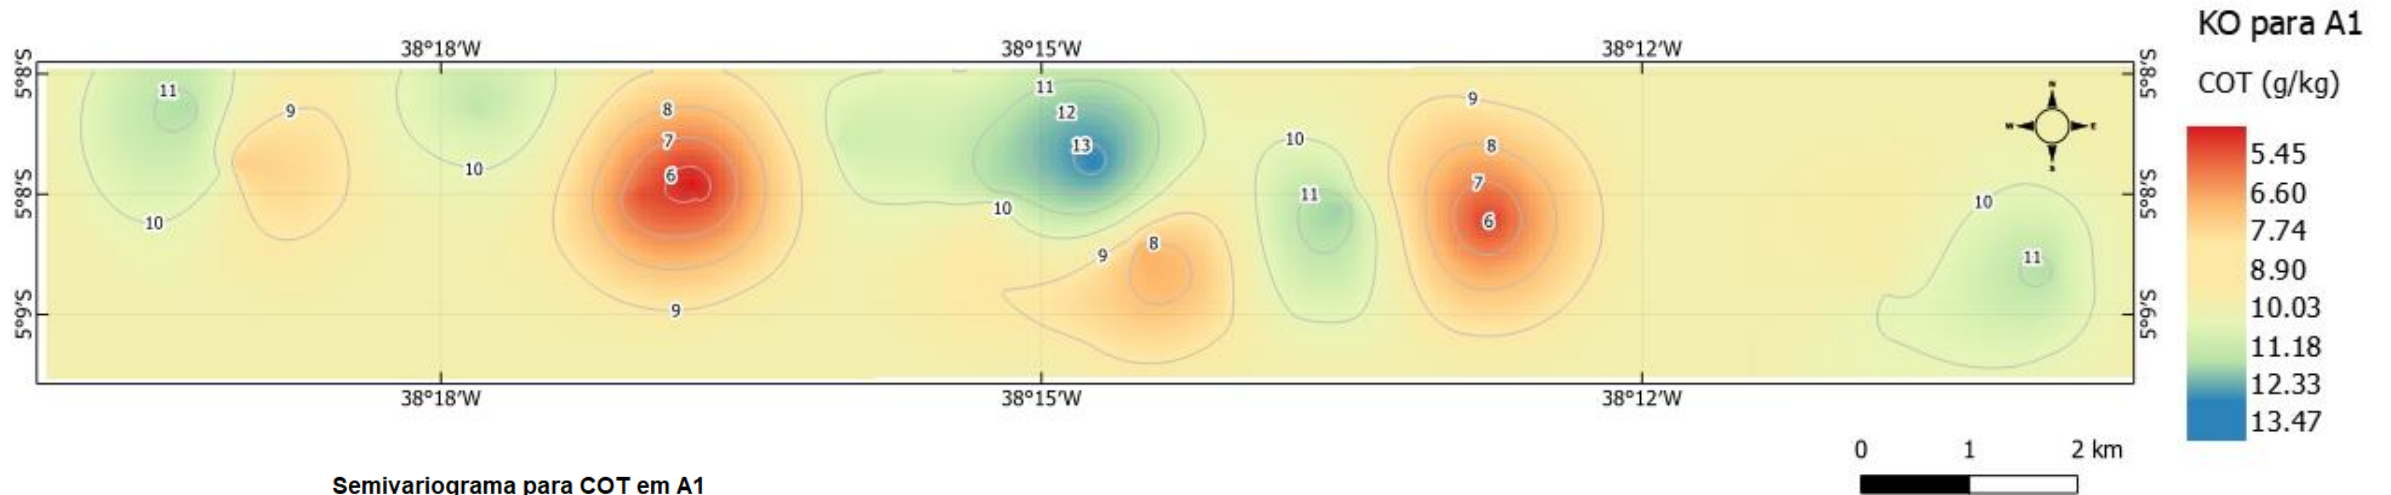 KO para A1
COT (g/kg)
38°18'W 38°15'W 38°12'W
5°8'S 5°8'S
5°8'S 5°8'S
5°9'S 5°9'S
11 9 10 10
8 7 6 9
11 12 13 10
9 8
10 11
9 8 7 6
10 11
N
W E
S
5.45
6.60
7.74
8.90
10.03
11.18
12.33
13.47
38°18'W 38°15'W 38°12'W
0 1 2 km
Semivariograma para COT em A1